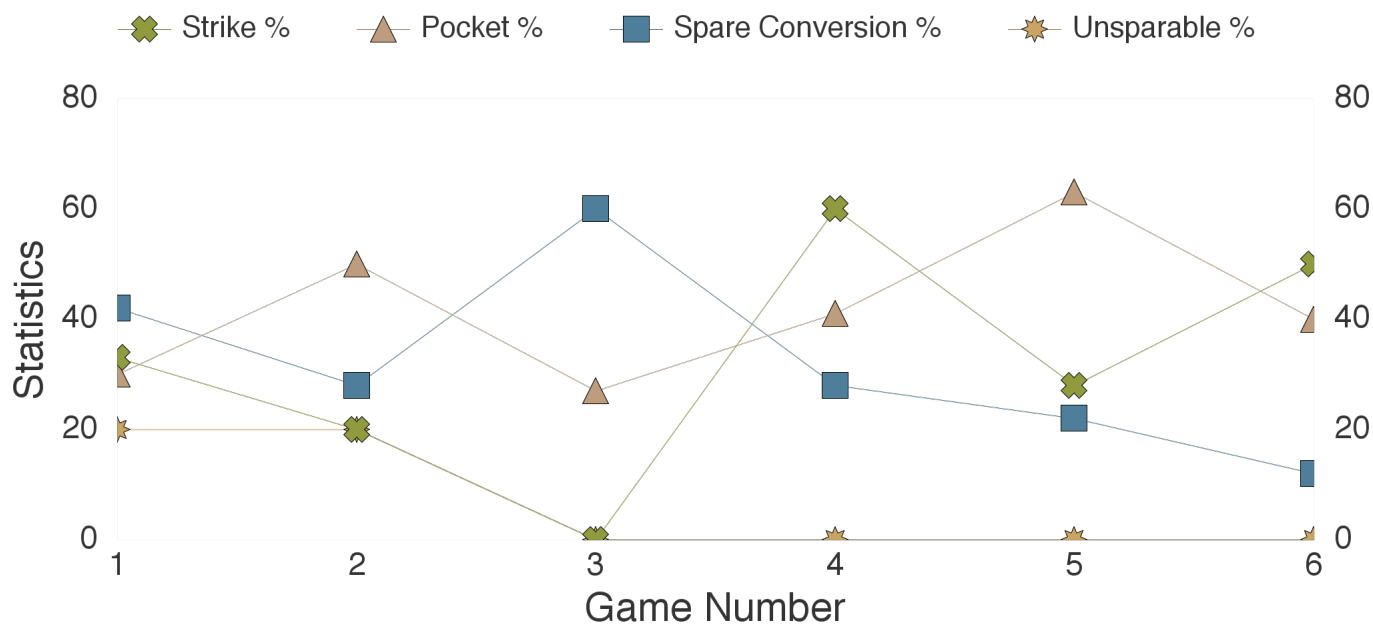 Strike % Pocket % Spare Conversion % Unsparable %
80 80
60 60
40 40
20 20
0 0
Statistics
1 2 3 4 5 6
Game Number